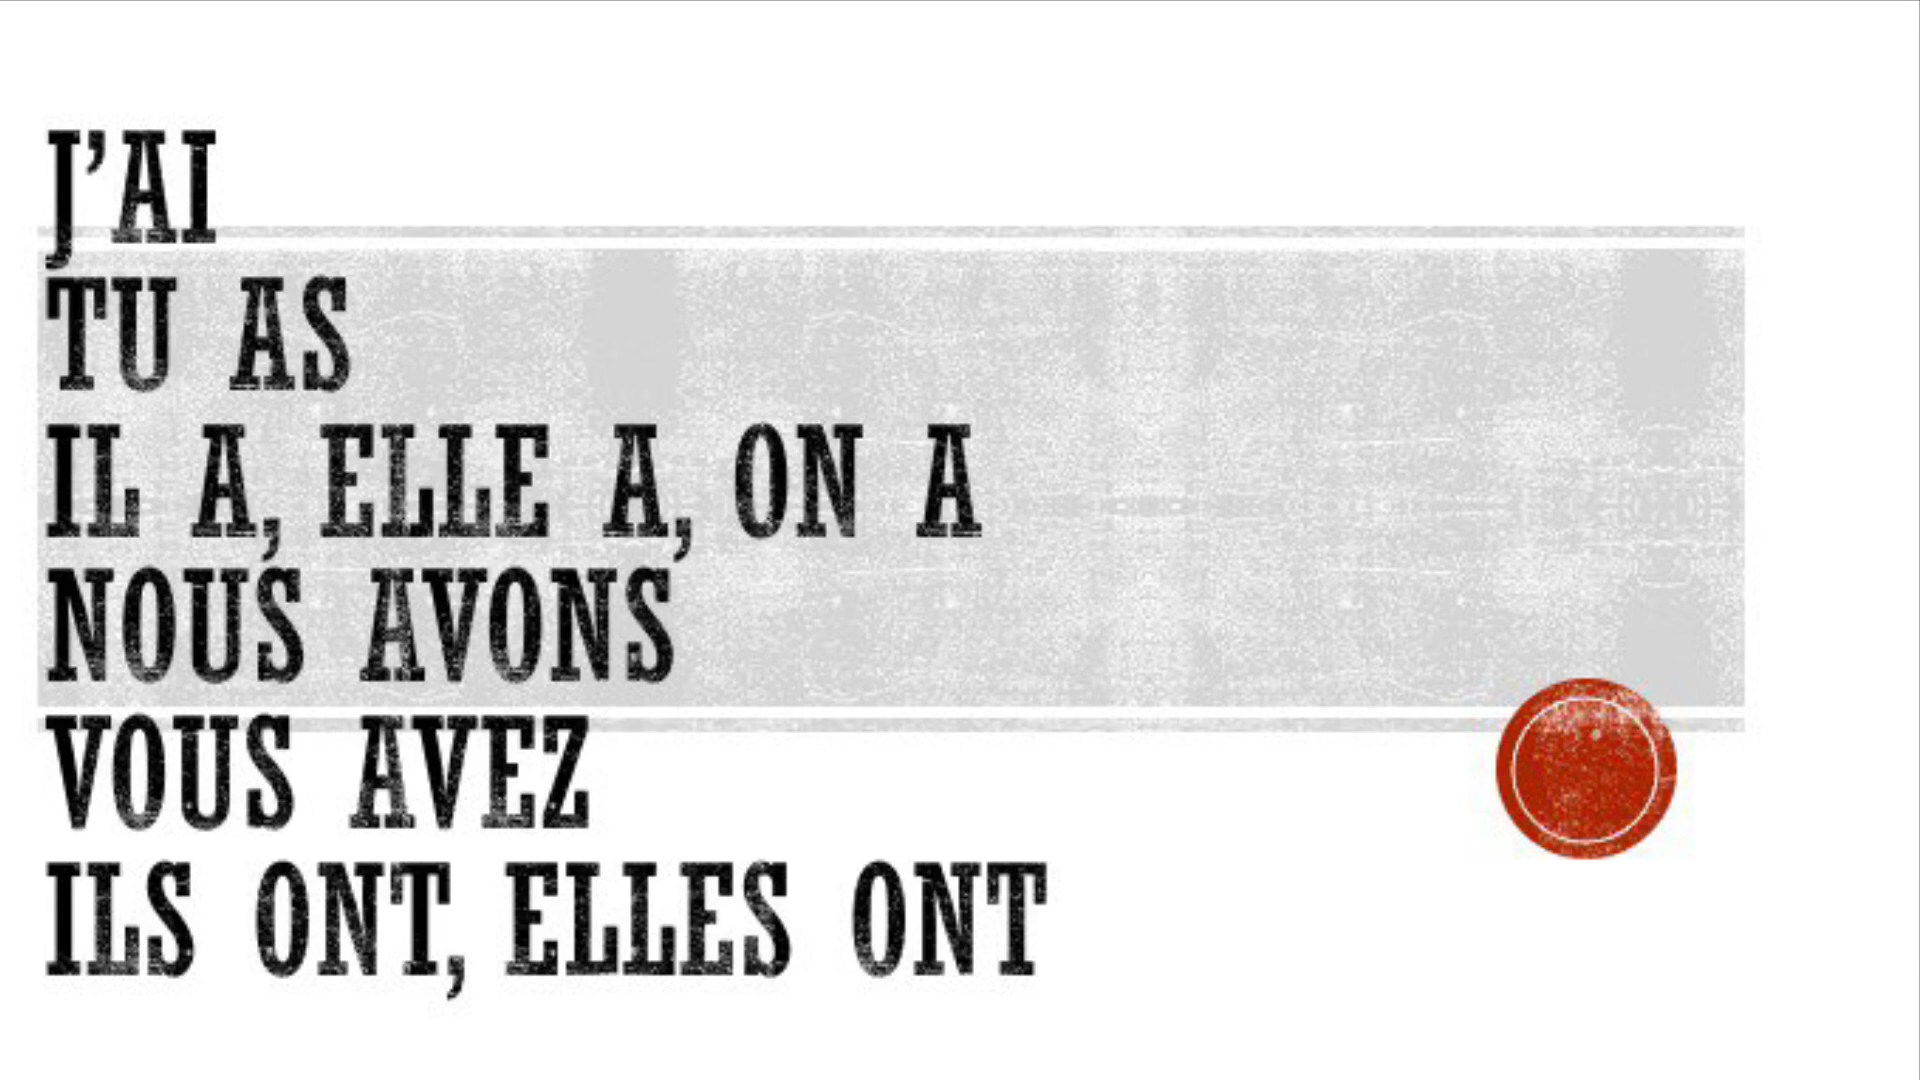 J’AI
TU AS
IL A, ELLE A, ON A
NOUS AVONS
VOUS AVEZ
ILS ONT, ELLES ONT